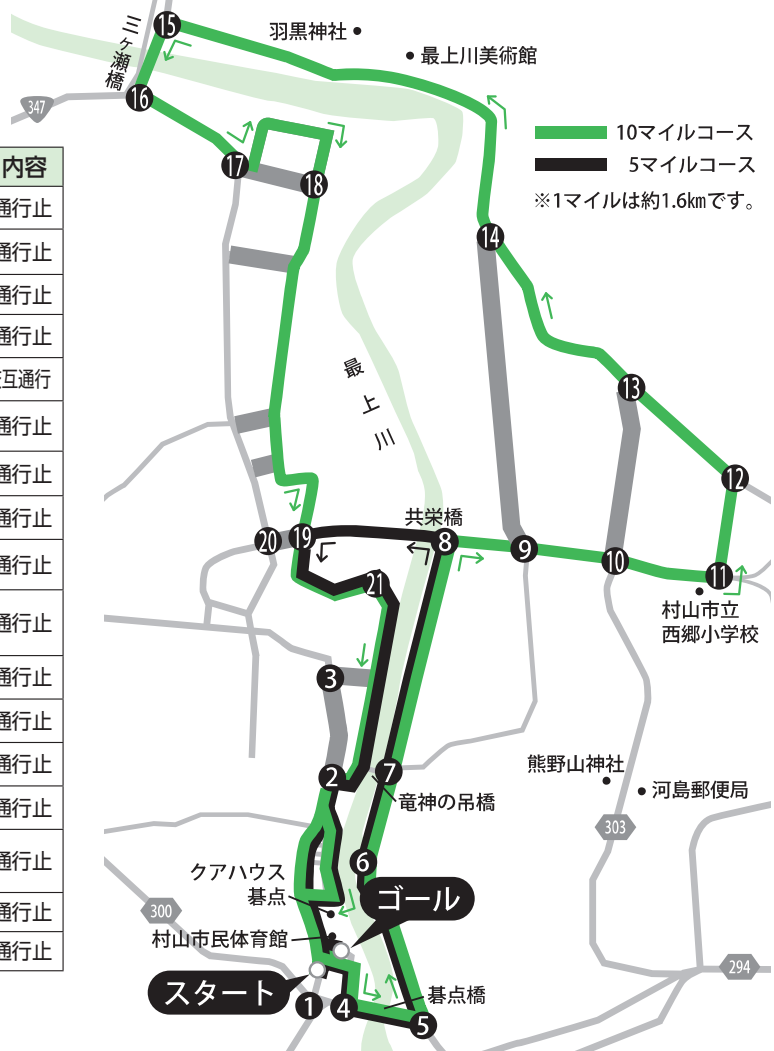 内容
通行止
通行止
通行止
通行止
互通行
通行止
通行止
通行止
通行止
通行止
通行止
通行止
通行止
通行止
通行止
通行止
通行止
三ヶ瀬橋
羽黒神社
最上川美術館
10マイルコース
5マイルコース
※1マイルは約1.6kmです。
347
15
16
17
18
14
13
12
最上川
共栄橋
20
19
8
9
10
11
21
村山市立
西郷小学校
3
2
7
竜神の吊橋
熊野山神社
河島郵便局
303
6
クアハウス
碁点
ゴール
300
村山市民体育館
スタート
1
4
5
碁点橋
294